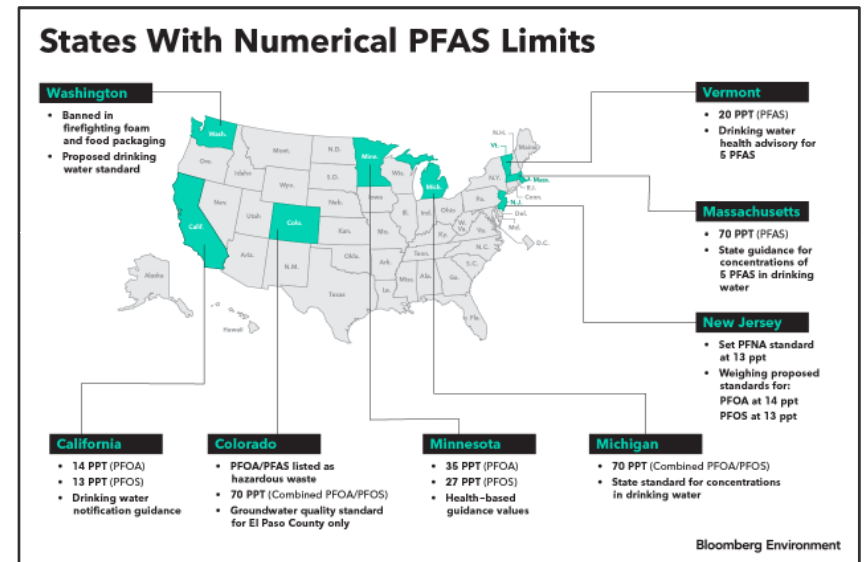 States With Numerical PFAS Limits
Washington
• Banned in
firefighting foam
and food packaging
• Proposed drinking
water standard
Vermont
• 20 PPT (PFAS)
• Drinking water
health advisory for
5 PFAS
Massachusetts
• 70 PPT (PFAS)
• State guidance for
concentrations of
5 PFAS in drinking
water
New Jersey
• Set PFNA standard
at 13 ppt
• Weighing proposed
standards for:
PFOA at 14 ppt
PFOS at 13 ppt
Wash.
Ore.
Calif.
Nev.
Idaho
Mont.
Wyo.
Utah
Ariz.
Colo.
N.M.
N.D.
S.D.
Neb.
Kan.
Okla.
Texas
Minn.
Iowa
Mo.
Ark.
La.
Wis.
Ill.
Mich.
Ind.
Ohio
Ky.
Tenn.
Miss.
Ala.
Ga.
Fla.
S.C.
N.C.
Va.
W.
Va.
Pa.
N.Y.
Vt.
N.H.
Maine
Mass.
R.I.
Conn.
N.J.
Del.
Md.
D.C.
Alaska
Hawaii
California
• 14 PPT (PFOA)
• 13 PPT (PFOS)
• Drinking water
notification guidance
Colorado
• PFOA/PFAS listed as
hazardous waste
• 70 PPT (Combined PFOA/PFOS)
• Groundwater quality standard
for El Paso County only
Minnesota
• 35 PPT (PFOA)
• 27 PPT (PFOS)
• Health-based
guidance values
Michigan
• 70 PPT (Combined PFOA/PFOS)
• State standard for concentrations
in drinking water
Bloomberg Environment